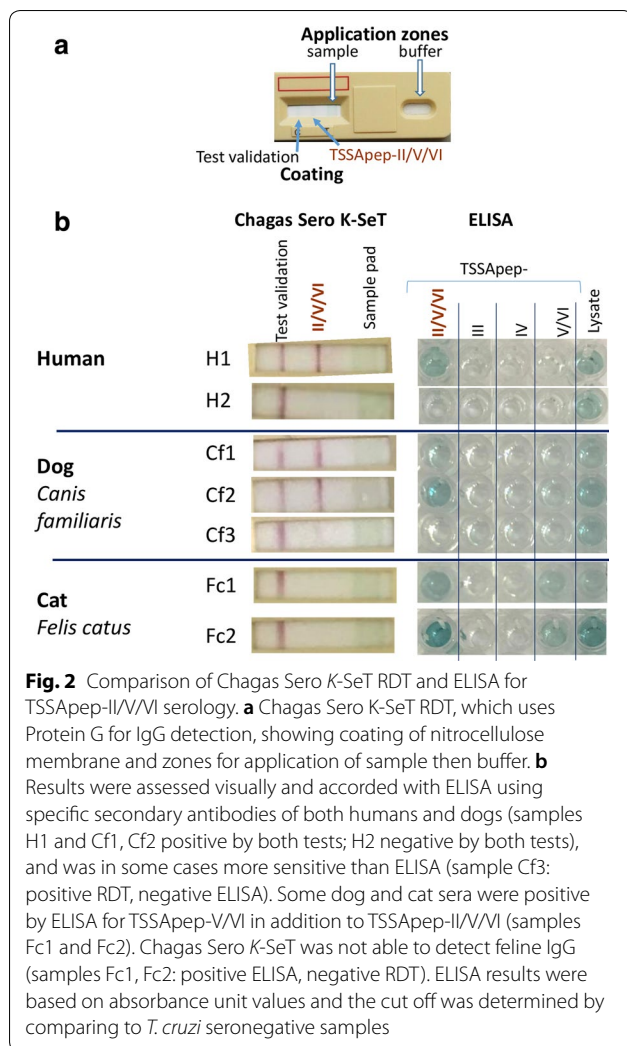 a
Application zones
sample buffer
Test validation TSSApep-II/V/VI
Coating
b
Chagas Sero K-SeT ELISA
TSSApep-
Test validation
II/V/VI
Sample pad
II/V/VI
III
IV
V/VI
Lysate
Human
H1
H2
Dog
Canis
familiaris
Cf1
Cf2
Cf3
Cat
Felis catus
Fc1
Fc2
Fig. 2 Comparison of Chagas Sero K-SeT RDT and ELISA for
TSSApep-II/V/VI serology. a Chagas Sero K-SeT RDT, which uses
Protein G for IgG detection, showing coating of nitrocellulose
membrane and zones for application of sample then buffer. b
Results were assessed visually and accorded with ELISA using
specific secondary antibodies of both humans and dogs (samples
H1 and Cf1, Cf2 positive by both tests; H2 negative by both tests),
and was in some cases more sensitive than ELISA (sample Cf3:
positive RDT, negative ELISA). Some dog and cat sera were positive
by ELISA for TSSApep-V/VI in addition to TSSApep-II/V/VI (samples
Fc1 and Fc2). Chagas Sero K-SeT was not able to detect feline IgG
(samples Fc1, Fc2: positive ELISA, negative RDT). ELISA results were
based on absorbance unit values and the cut off was determined by
comparing to T. cruzi seronegative samples